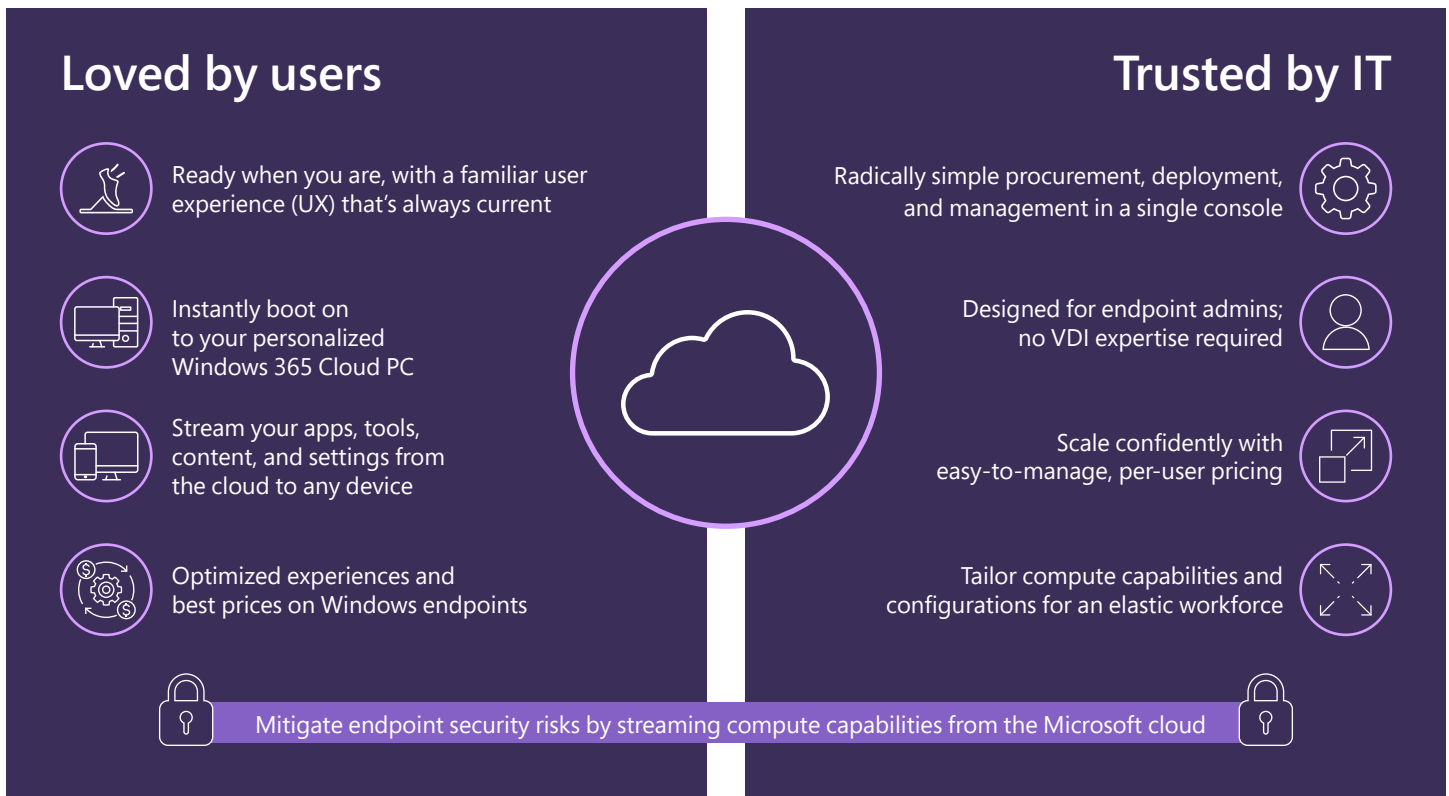 Loved by users
Ready when you are, with a familiar user
experience (UX) that's always current
Instantly boot on
to your personalized
Windows 365 Cloud PC
Stream your apps, tools,
content, and settings from
the cloud to any device
$
$
Optimized experiences and
best prices on Windows endpoints
Trusted by IT
Radically simple procurement, deployment,
and management in a single console
Designed for endpoint admins;
no VDI expertise required
Scale confidently with
easy-to-manage, per-user pricing
Tailor compute capabilities and
configurations for an elastic workforce
Mitigate endpoint security risks by streaming compute capabilities from the Microsoft cloud